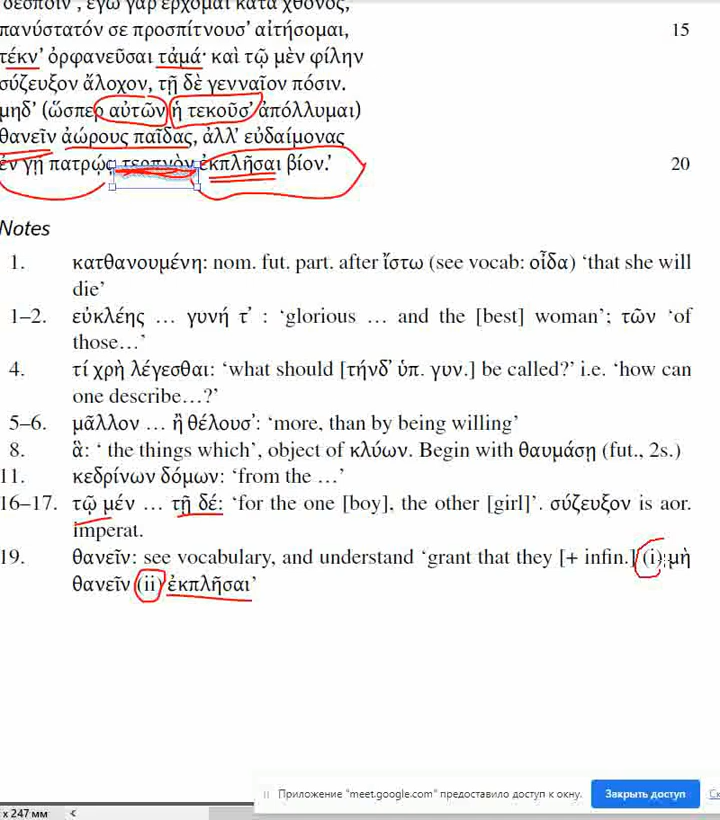 δέσποιν', ἐγὼ γὰρ ἔρχομαι κατὰ χθονός,
πανύστατόν σε προσπίτνουσ' αἰτήσομαι, 15
τέκν' ὀρφανεῦσαι τἀμά· καὶ τῷ μὲν φίλην
σύζευξον ἄλοχον, τῇ δὲ γενναῖον πόσιν.
μηδ' (ὥσπερ αὐτῶν ἡ τεκοῦσ' ἀπόλλυμαι)
θανεῖν ἀώρους παῖδας, ἀλλ' εὐδαίμονας
ἐν γῇ πατρῴᾳ τερπνὸν ἐκπλῆσαι βίον.' 20
Notes
1. κατθανουμένη: nom. fut. part. after ἴστω (see vocab: οἶδα) ‘that she will
die’
1–2. εὐκλέης … γυνή τ' : ‘glorious … and the [best] woman’; τῶν ‘of
those…’
4. τί χρὴ λέγεσθαι: ‘what should [τήνδ' ὑπ. γυν.] be called?’ i.e. ‘how can
one describe…?’
5–6. μᾶλλον … ἢ θέλουσ': ‘more, than by being willing’
8. ἃ: ‘ the things which’, object of κλύων. Begin with θαυμάσῃ (fut., 2s.)
11. κεδρίνων δόμων: ‘from the …’
16–17. τῷ μέν … τῇ δέ: ‘for the one [boy], the other [girl]’. σύζευξον is aor.
imperat.
19. θανεῖν: see vocabulary, and understand ‘grant that they [+ infin.] (i) μὴ
θανεῖν (ii) ἐκπλῆσαι’
Приложение "meet.google.com" предоставило доступ к окну. Закрыть доступ
x 247 мм <